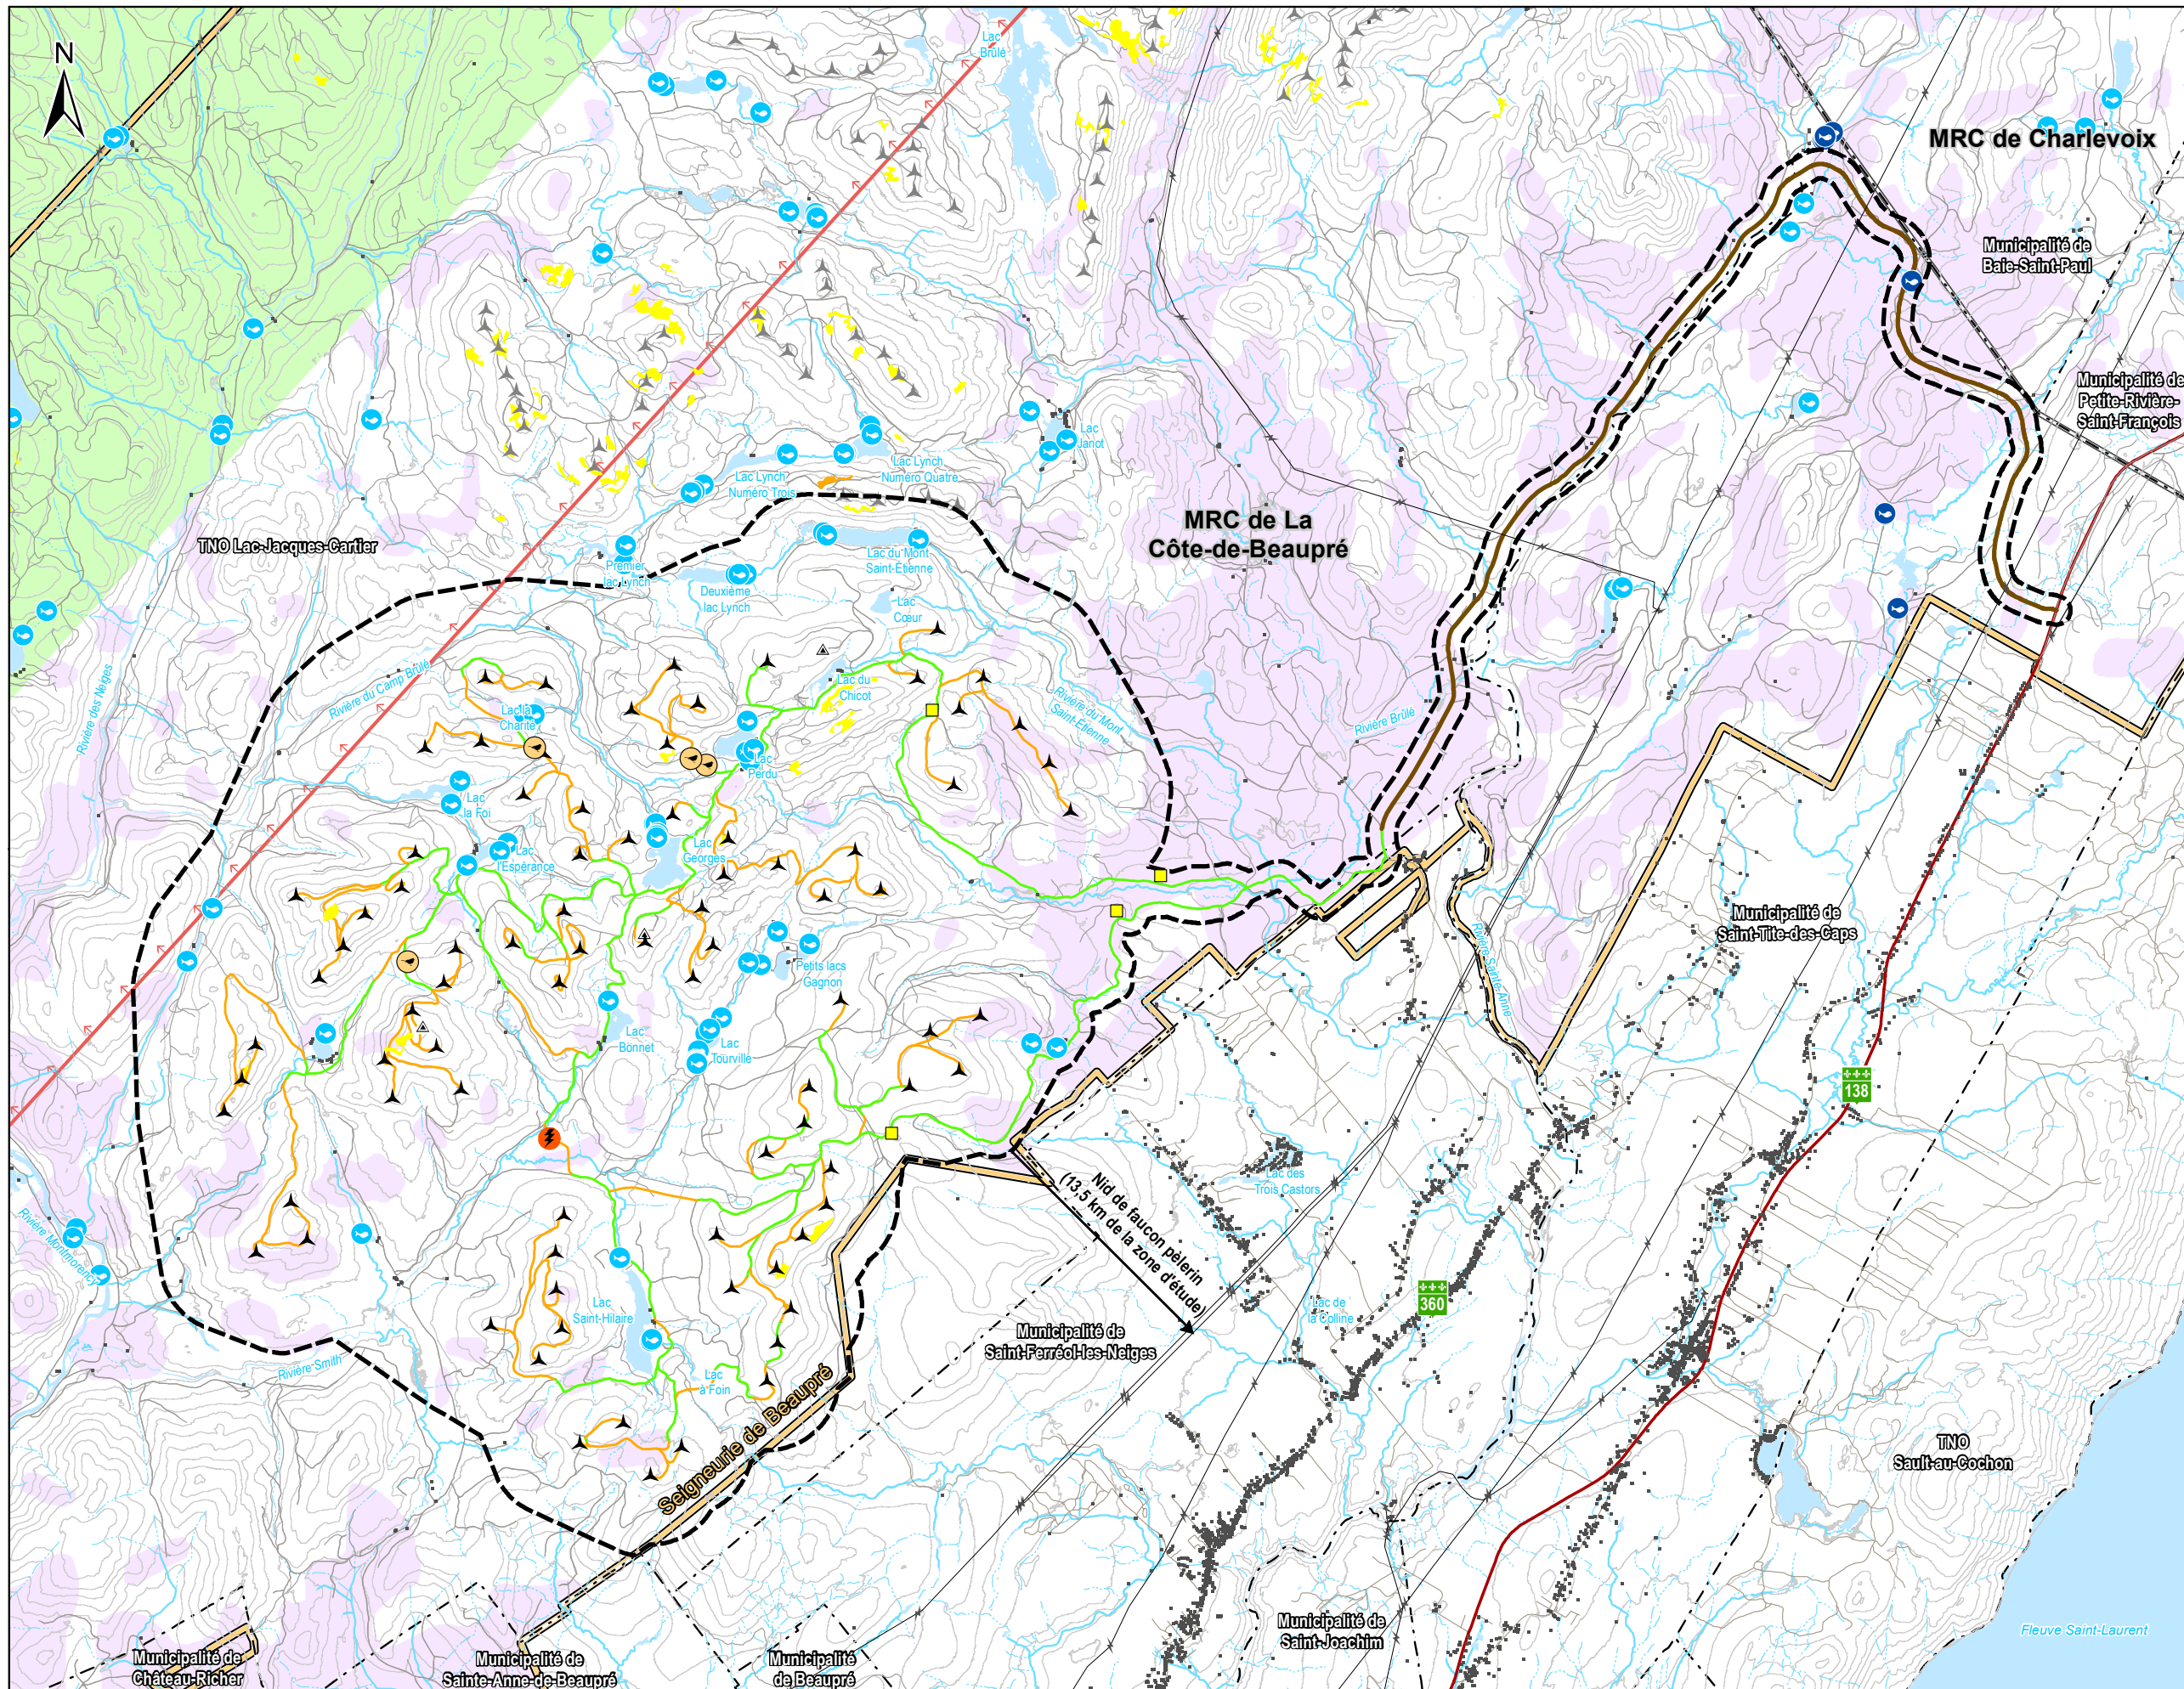 N
Lac
Brûlé
MRC de Charlevoix
Municipalité de
Baie-Saint-Paul
Municipalité de
Petite-Rivière-
Saint-François
Lac
Janot
Lac Lynch
Numéro Trois
Lac Lynch
Numéro Quatre
MRC de La
Côte-de-Beaupré
TNO Lac-Jacques-Cartier
Premier
lac Lynch
Deuxième
lac Lynch
Lac du Mont
Saint-Étienne
Lac
Cœur
Rivière des Neiges
Rivière du Camp Brûlé
Lac du
Chicot
Rivière du Mont
Saint-Étienne
Rivière Brûlé
Lac la
Charité
Lac
Perdu
Lac
la Foi
Lac
Georges
Lac
l'Espérance
Municipalité de
Saint-Tite-des-Caps
Rivière Sainte-Anne
Petits lacs
Gagnon
Lac
Bonnet
Lac
Tourville
138
Nid de faucon pèlerin
(13,5 km de la zone d'étude)
Lac des
Trois Castors
Rivière Montmorency
Lac
Saint-Hilaire
360
Lac de
la Colline
Municipalité de
Saint-Ferréol-les-Neiges
Rivière Smith
Lac
à Foin
Seigneurie de Beaupré
TNO
Sault-au-Cochon
Fleuve Saint-Laurent
Municipalité de
Saint-Joachim
Municipalité de
Château-Richer
Municipalité de
Sainte-Anne-de-Beaupré
Municipalité
de Beaupré